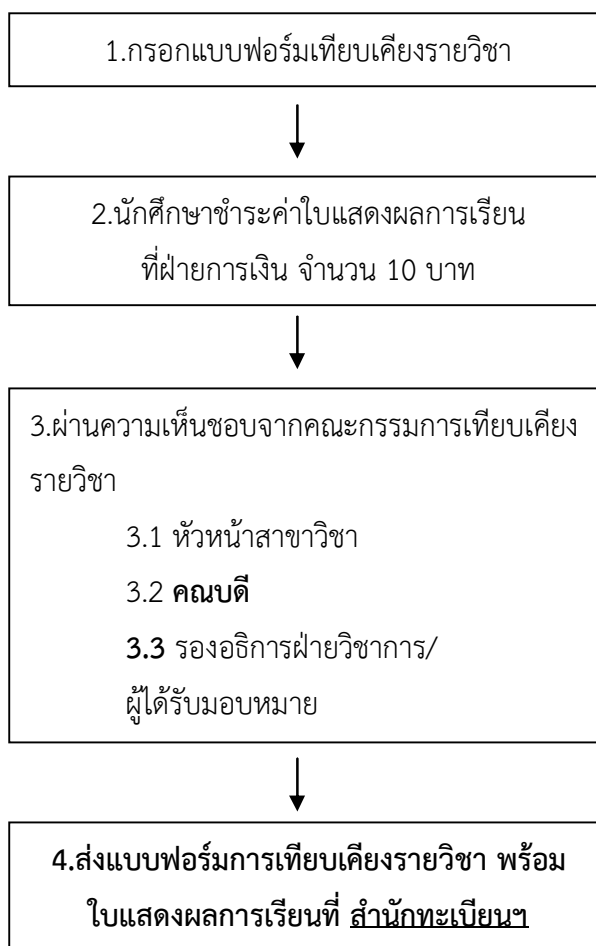 1.กรอกแบบฟอร์มเทียบเคียงรายวิชา
2.นักศึกษาชำระค่าใบแสดงผลการเรียน
ที่ฝ่ายการเงิน จำนวน 10 บาท
3.ผ่านความเห็นชอบจากคณะกรรมการเทียบเคียง
รายวิชา
3.1 หัวหน้าสาขาวิชา
3.2 คณบดี
3.3 รองอธิการฝ่ายวิชาการ/
ผู้ได้รับมอบหมาย
4.ส่งแบบฟอร์มการเทียบเคียงรายวิชา พร้อม
ใบแสดงผลการเรียนที่ สำนักทะเบียนฯ